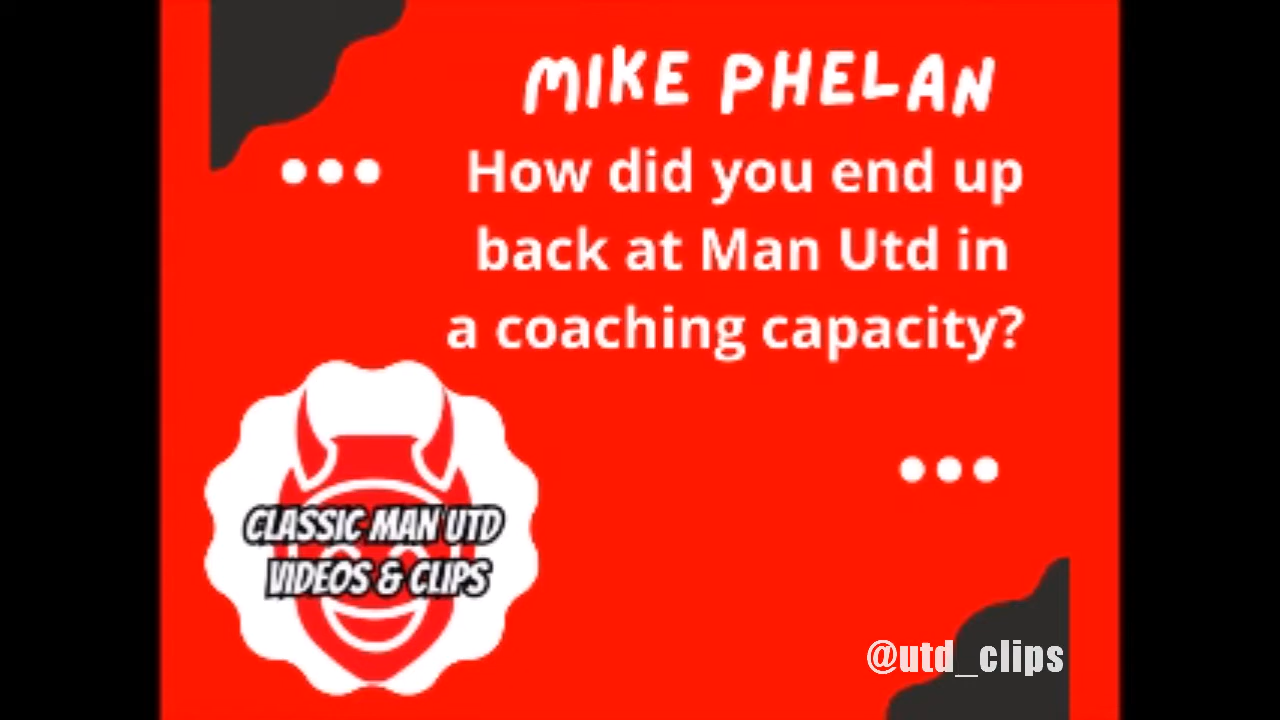 MIKE PHELAN
How did you end up
back at Man Utd in
a coaching capacity?
CLASSIC MAN UTD
VIDEOS & CLIPS
@utd_clips